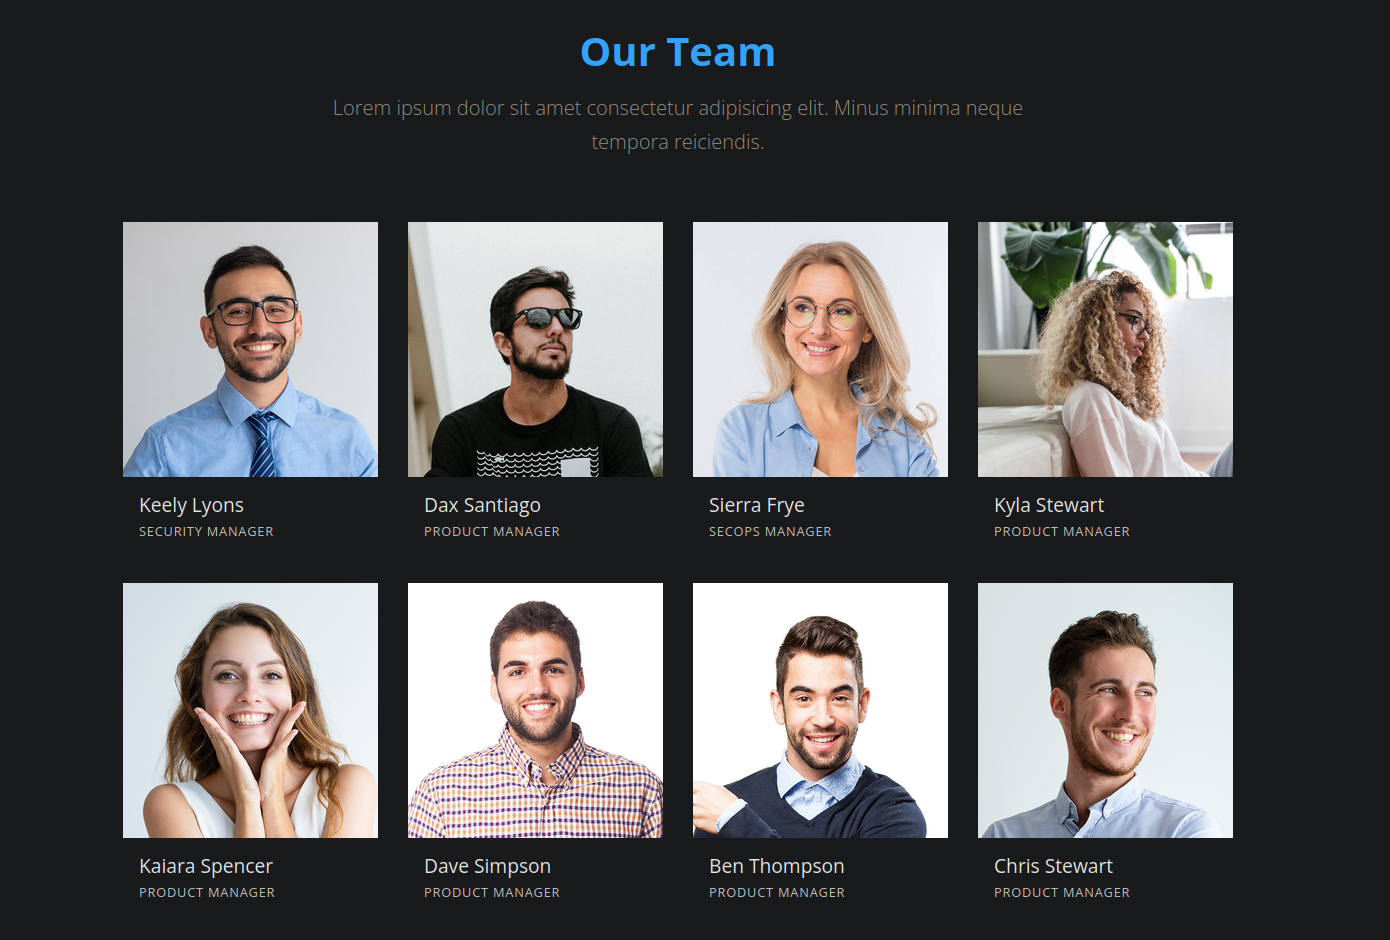 Our Team
Lorem ipsum dolor sit amet consectetur adipisicing elit. Minus minima neque
tempora reiciendis.
Keely Lyons
SECURITY MANAGER
Dax Santiago
PRODUCT MANAGER
Sierra Frye
SECOPS MANAGER
Kyla Stewart
PRODUCT MANAGER
Kaiara Spencer
PRODUCT MANAGER
Dave Simpson
PRODUCT MANAGER
Ben Thompson
PRODUCT MANAGER
Chris Stewart
PRODUCT MANAGER